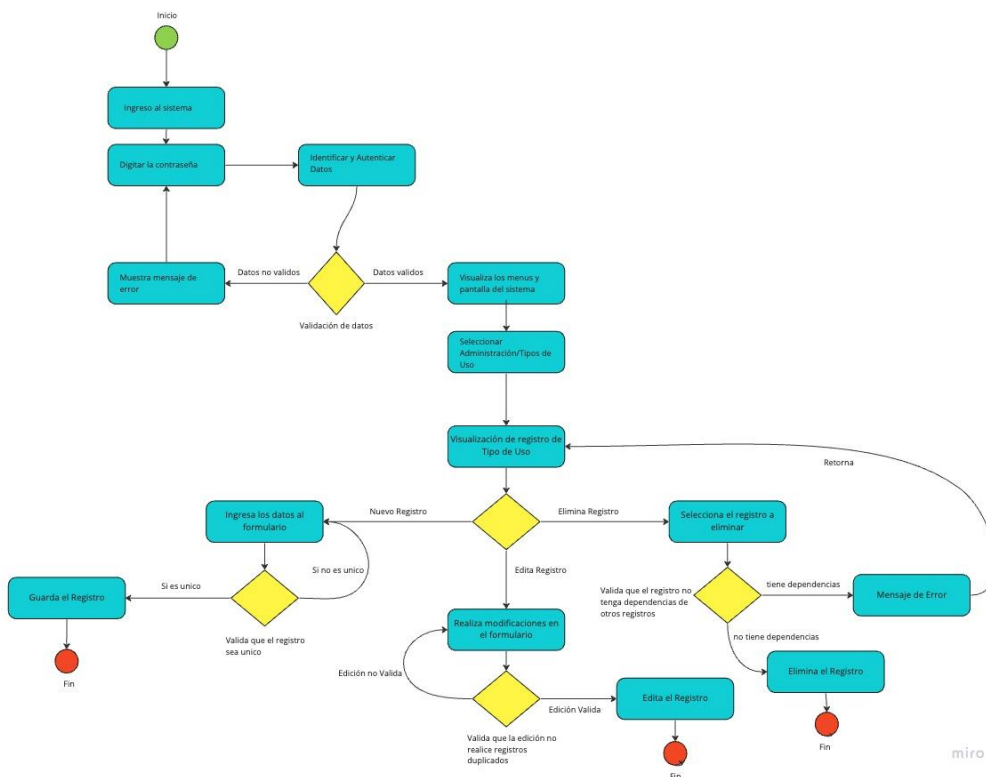 Inicio
Ingreso al sistema
Digitar la contraseña
Identificar y Autenticar
Datos
Muestra mensaje de
error
Datos no validos
Datos validos
Visualiza los menus y
pantalla del sistema
Validación de datos
Seleccionar
Administración/Tipos de
Uso
Visualización de registro de
Tipo de Uso
Retorna
Ingresa los datos al
formulario
Nuevo Registro
Elimina Registro
Selecciona el registro a
eliminar
Si no es unico
Edita Registro
Si es unico
Guarda el Registro
Valida que el registro
sea unico
Valida que el registro no
tenga dependencias de
otros registros
tiene dependencias
Mensaje de Error
Realiza modificaciones en
el formulario
no tiene dependencias
Elimina el Registro
Fin
Edición no Valida
Edición Valida
Edita el Registro
Valida que la edición no
realice registros
duplicados
Fin
Fin
miro